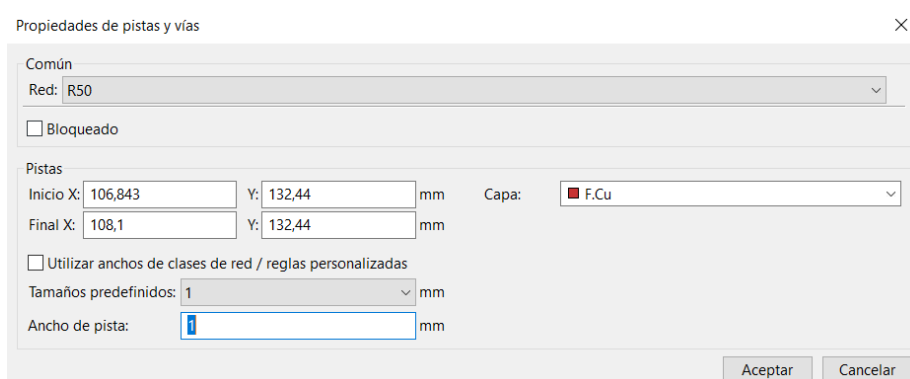 Propiedades de pistas y vías
Común
Red: R50
Bloqueado
Pistas
Inicio X: 106,843 Y: 132,44 mm Capa: F.Cu
Final X: 108,1 Y: 132,44 mm
Utilizar anchos de clases de red / reglas personalizadas
Tamaños predefinidos: 1 mm
Ancho de pista: 1 mm
Aceptar Cancelar